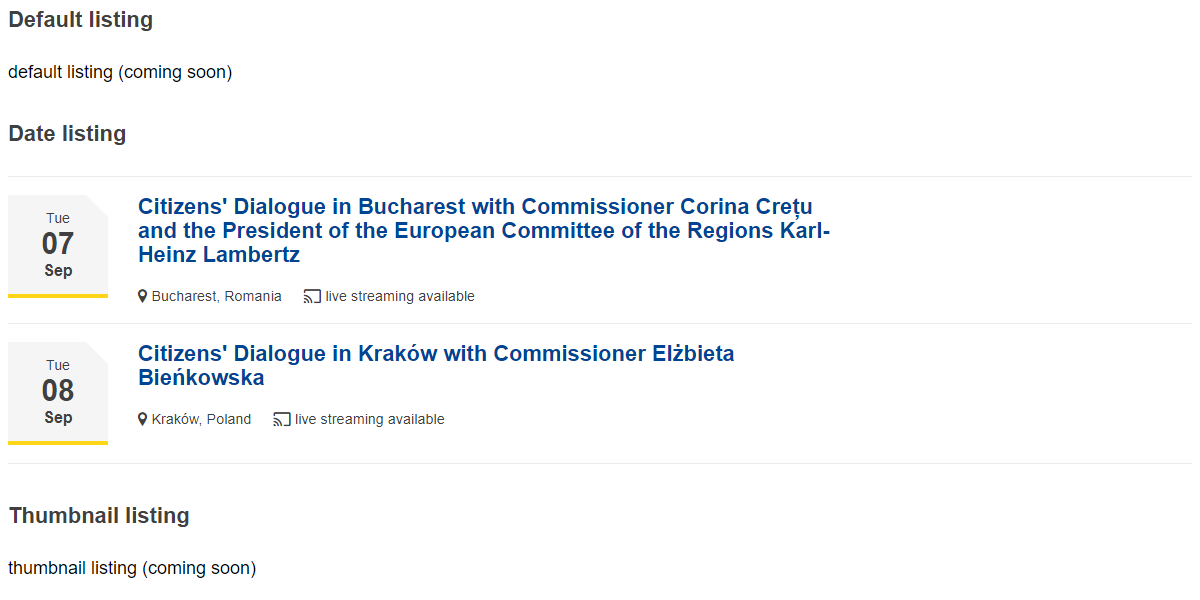 Default listing
default listing (coming soon)
Date listing
Tue
07
Sep
Citizens' Dialogue in Bucharest with Commissioner Corina Crețu
and the President of the European Committee of the Regions Karl-
Heinz Lambertz
Bucharest, Romania live streaming available
Tue
08
Sep
Citizens' Dialogue in Kraków with Commissioner Elżbieta
Bieńkowska
Kraków, Poland live streaming available
Thumbnail listing
thumbnail listing (coming soon)